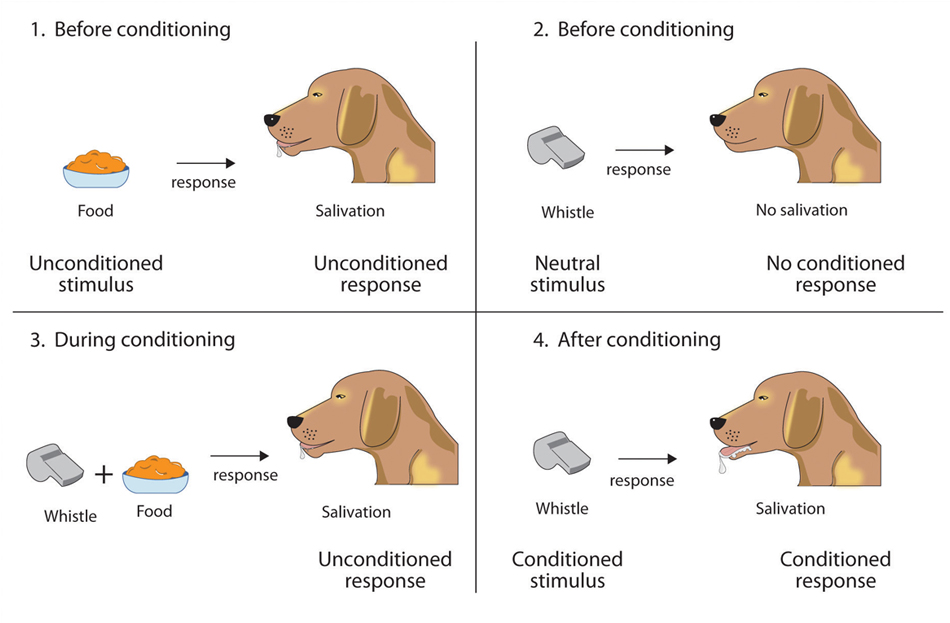 1. Before conditioning
response
Food
Salivation
Unconditioned
stimulus
Unconditioned
response
2. Before conditioning
response
Whistle
No salivation
Neutral
stimulus
No conditioned
response
3. During conditioning
+
response
Whistle
Food
Salivation
Unconditioned
response
4. After conditioning
response
Whistle
Salivation
Conditioned
stimulus
Conditioned
response